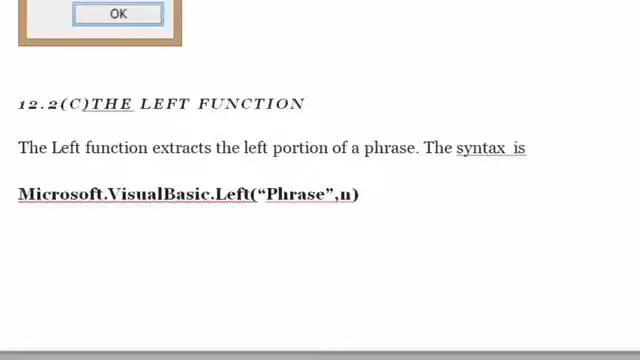 OK
12.2(C)THE LEFT FUNCTION
The Left function extracts the left portion of a phrase. The syntax is
Microsoft.VisualBasic.Left(“Phrase”,n)